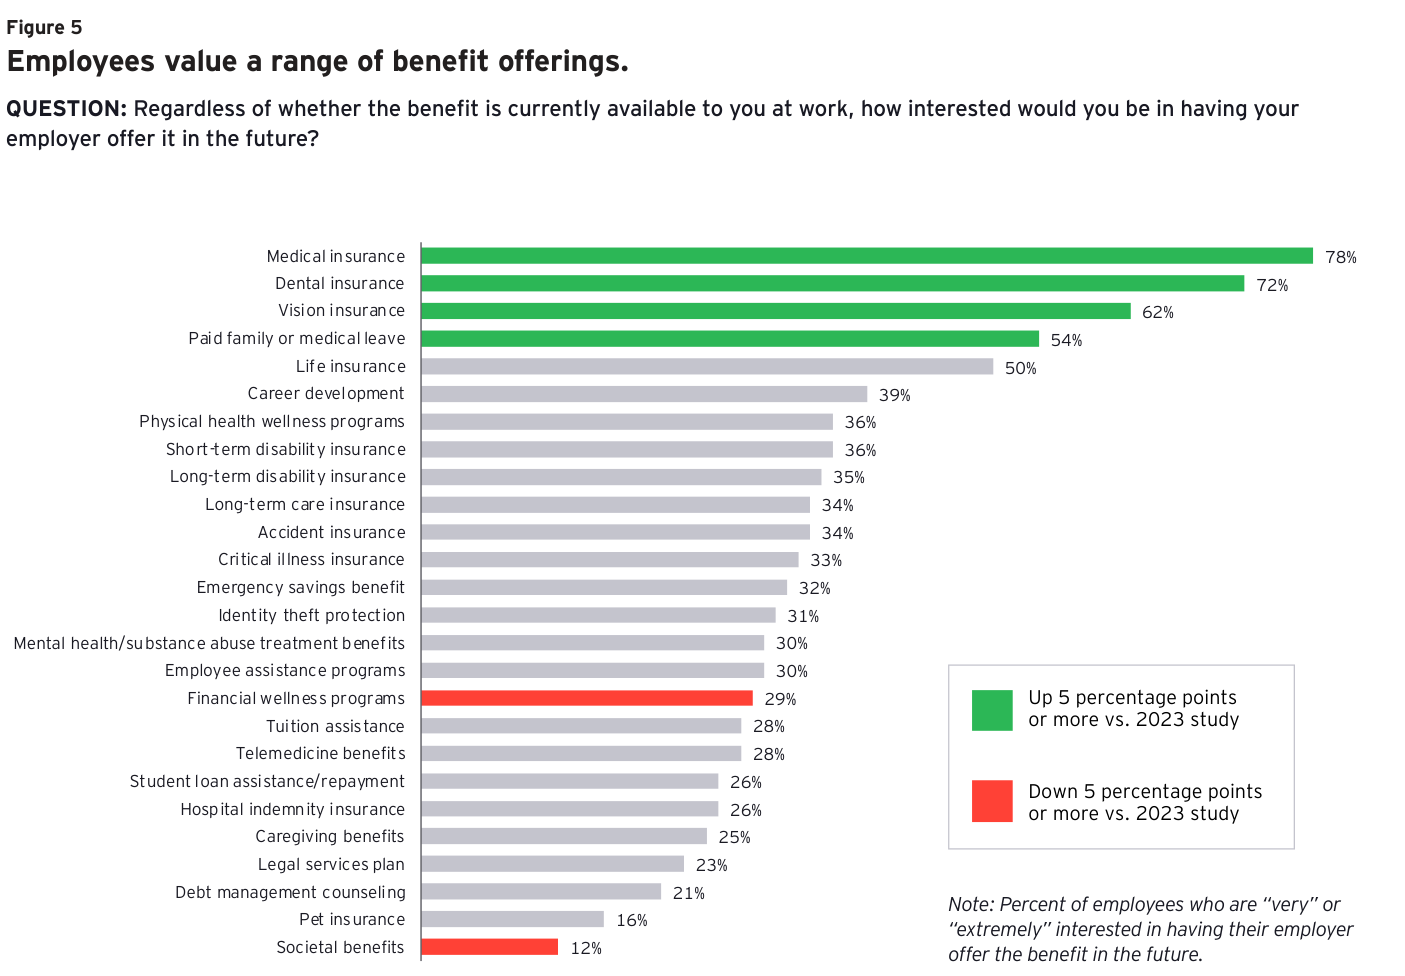 Figure 5
Employees value a range of benefit offerings.
QUESTION: Regardless of whether the benefit is currently available to you at work, how interested would you be in having your
employer offer it in the future?
Medical insurance 78%
Dental insurance 72%
Vision insurance 62%
Paid family or medical leave 54%
Life insurance 50%
Career development 39%
Physical health wellness programs 36%
Short-term disability insurance 36%
Long-term disability insurance 35%
Long-term care insurance 34%
Accident insurance 34%
Critical illness insurance 33%
Emergency savings benefit 32%
Identity theft protection 31%
Mental health/substance abuse treatment benefits 30%
Employee assistance programs 30%
Financial wellness programs 29%
Tuition assistance 28%
Telemedicine benefits 28%
Student loan assistance/repayment 26%
Hospital indemnity insurance 26%
Caregiving benefits 25%
Legal services plan 23%
Debt management counseling 21%
Pet insurance 16%
Societal benefits 12%
Up 5 percentage points
or more vs. 2023 study
Down 5 percentage points
or more vs. 2023 study
Note: Percent of employees who are “very” or
“extremely” interested in having their employer
offer the benefit in the future.